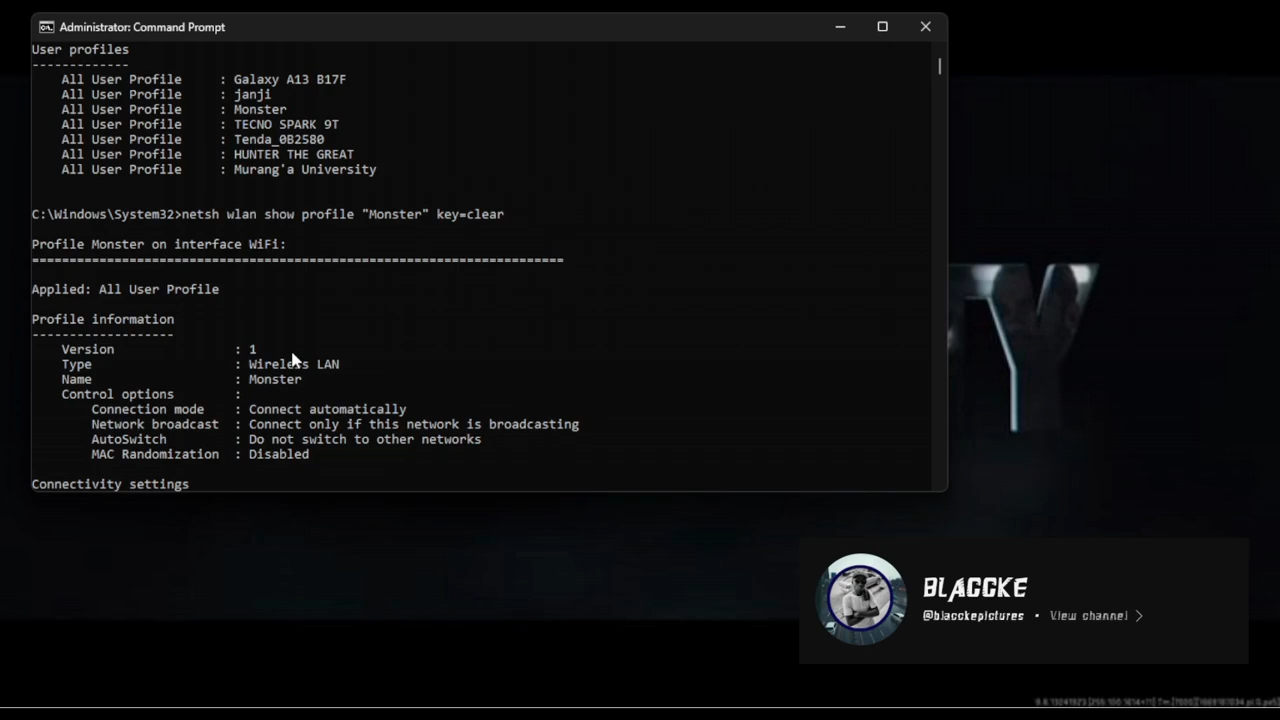 Administrator: Command Prompt
User profiles
-------------
    All User Profile     : Galaxy A13 B17F
    All User Profile     : janji
    All User Profile     : Monster
    All User Profile     : TECNO SPARK 9T
    All User Profile     : Tenda_0B2580
    All User Profile     : HUNTER THE GREAT
    All User Profile     : Murang'a University
C:\Windows\System32>netsh wlan show profile "Monster" key=clear
Profile Monster on interface WiFi:
=======================================================================
Applied: All User Profile
Profile information
-------------------
    Version                : 1
    Type                   : Wireless LAN
    Name                   : Monster
    Control options        :
        Connection mode    : Connect automatically
        Network broadcast  : Connect only if this network is broadcasting
        AutoSwitch         : Do not switch to other networks
        MAC Randomization  : Disabled
Connectivity settings
TY
BLACCKE
@blacckepictures • View channel >